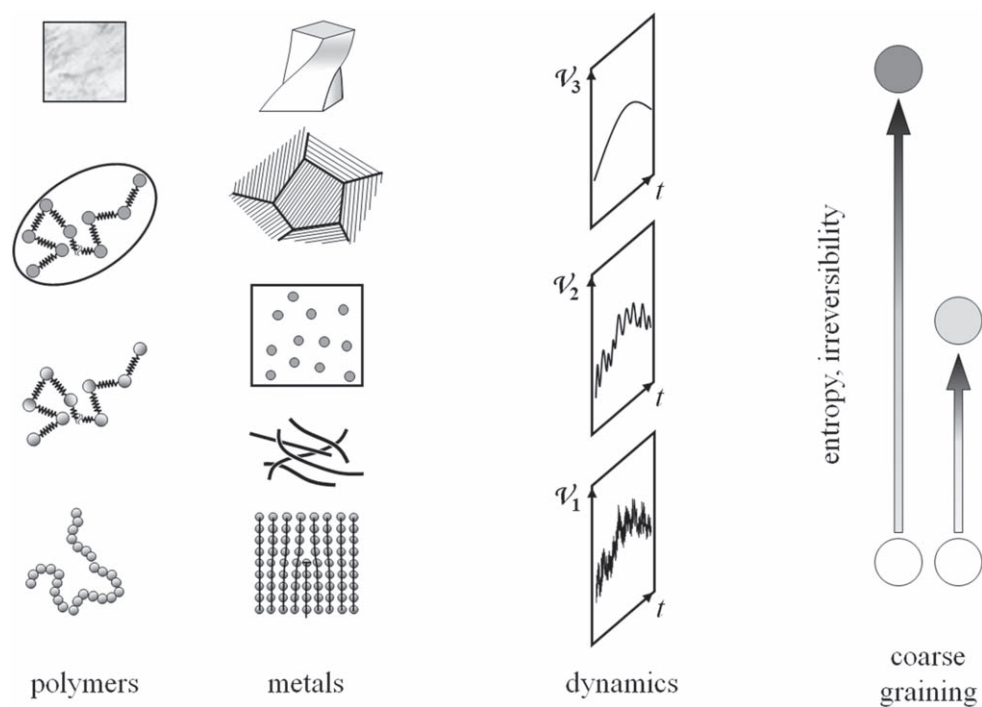 𝒱3
t
𝒱2
t
𝒱1
t
entropy, irreversibility
polymers
metals
dynamics
coarse
graining